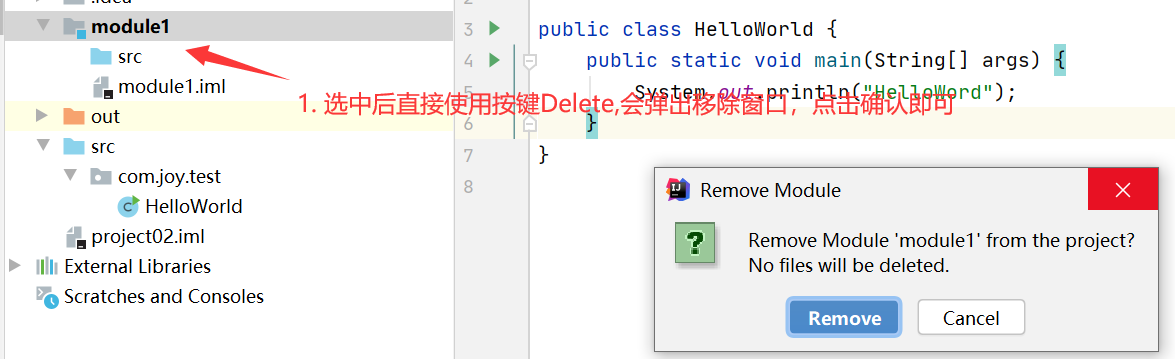 .idea
module1
src
module1.iml
out
src
com.joy.test
HelloWorld
project02.iml
External Libraries
Scratches and Consoles
2
3 public class HelloWorld {
4 public static void main(String[] args) {
System.out.println("HelloWord");
6 }
7 }
8
1. 选中后直接使用按键Delete,会弹出移除窗口，点击确认即可
Remove Module
Remove Module 'module1' from the project?
No files will be deleted.
Remove
Cancel